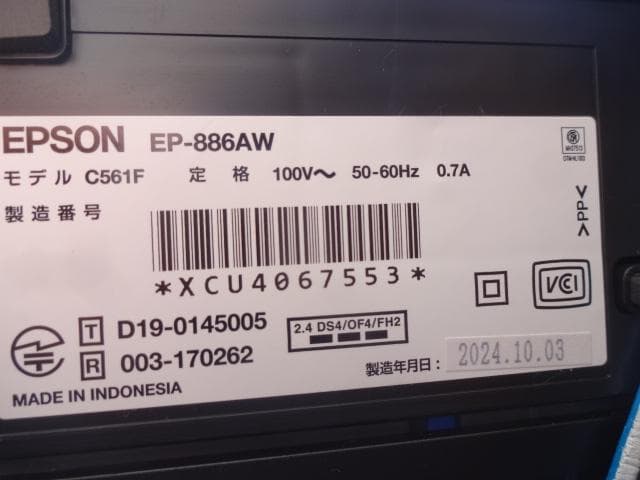 EPSON EP-886AW
モデル C561F 定格 100V～ 50-60Hz 0.7A
製造番号
*XCU4067553*
>PP<
VCCI
T D19-0145005
R 003-170262
2.4 DS4/OF4/FH2
製造年月日: 2024.10.03
MADE IN INDONESIA